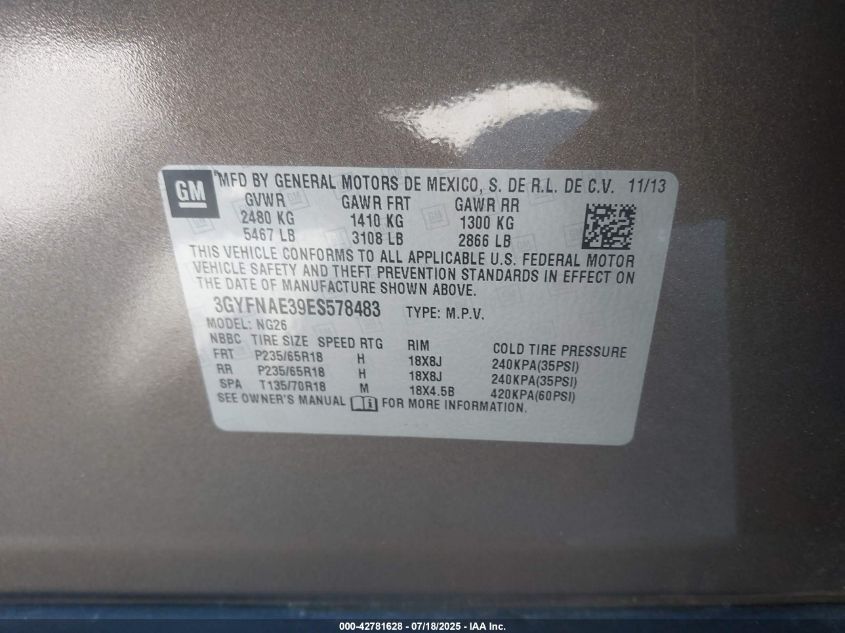 GM
MFD BY GENERAL MOTORS DE MEXICO, S. DE R.L. DE C.V. 11/13
GVWR GAWR FRT GAWR RR
2480 KG 1410 KG 1300 KG
5467 LB 3108 LB 2866 LB
THIS VEHICLE CONFORMS TO ALL APPLICABLE U.S. FEDERAL MOTOR
VEHICLE SAFETY AND THEFT PREVENTION STANDARDS IN EFFECT ON
THE DATE OF MANUFACTURE SHOWN ABOVE.
3GYFNAE39ES578483 TYPE: M.P.V.
MODEL: NG26
NBBC TIRE SIZE SPEED RTG RIM COLD TIRE PRESSURE
FRT P235/65R18 H 18X8J 240KPA(35PSI)
RR P235/65R18 H 18X8J 240KPA(35PSI)
SPA T135/70R18 M 18X4.5B 420KPA(60PSI)
SEE OWNER'S MANUAL FOR MORE INFORMATION.
000-42781628 - 07/18/2025 - IAA Inc.